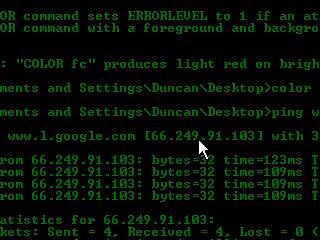 OR command sets ERRORLEVEL to 1 if an at
OR command with a foreground and backgro
: "COLOR fc" produces light red on brigh
ments and Settings\Duncan\Desktop>color
ments and Settings\Duncan\Desktop>ping w
www.l.google.com [66.249.91.103] with 3
rom 66.249.91.103: bytes=32 time=123ms T
rom 66.249.91.103: bytes=32 time=109ms T
rom 66.249.91.103: bytes=32 time=109ms T
rom 66.249.91.103: bytes=32 time=109ms T
atistics for 66.249.91.103:
kets: Sent = 4, Received = 4, Lost = 0 (